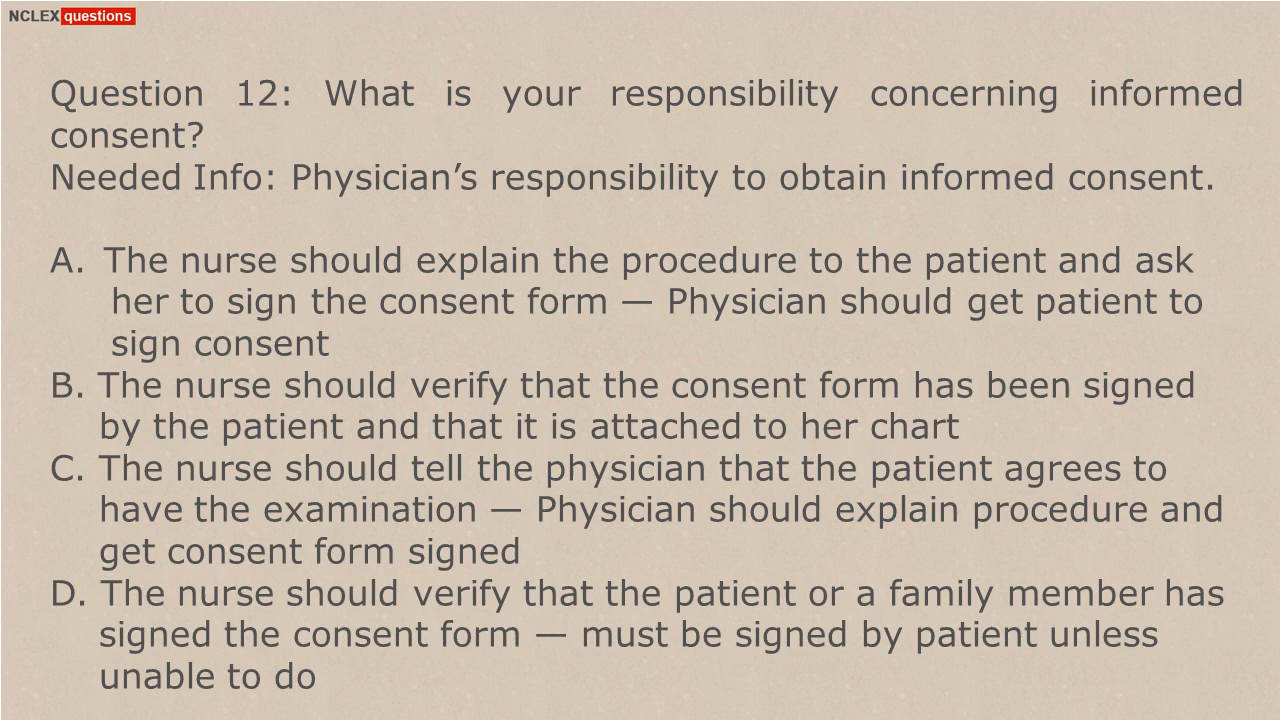 NCLEX questions
Question 12: What is your responsibility concerning informed
consent?
Needed Info: Physician’s responsibility to obtain informed consent.
A. The nurse should explain the procedure to the patient and ask
her to sign the consent form — Physician should get patient to
sign consent
B. The nurse should verify that the consent form has been signed
by the patient and that it is attached to her chart
C. The nurse should tell the physician that the patient agrees to
have the examination — Physician should explain procedure and
get consent form signed
D. The nurse should verify that the patient or a family member has
signed the consent form — must be signed by patient unless
unable to do